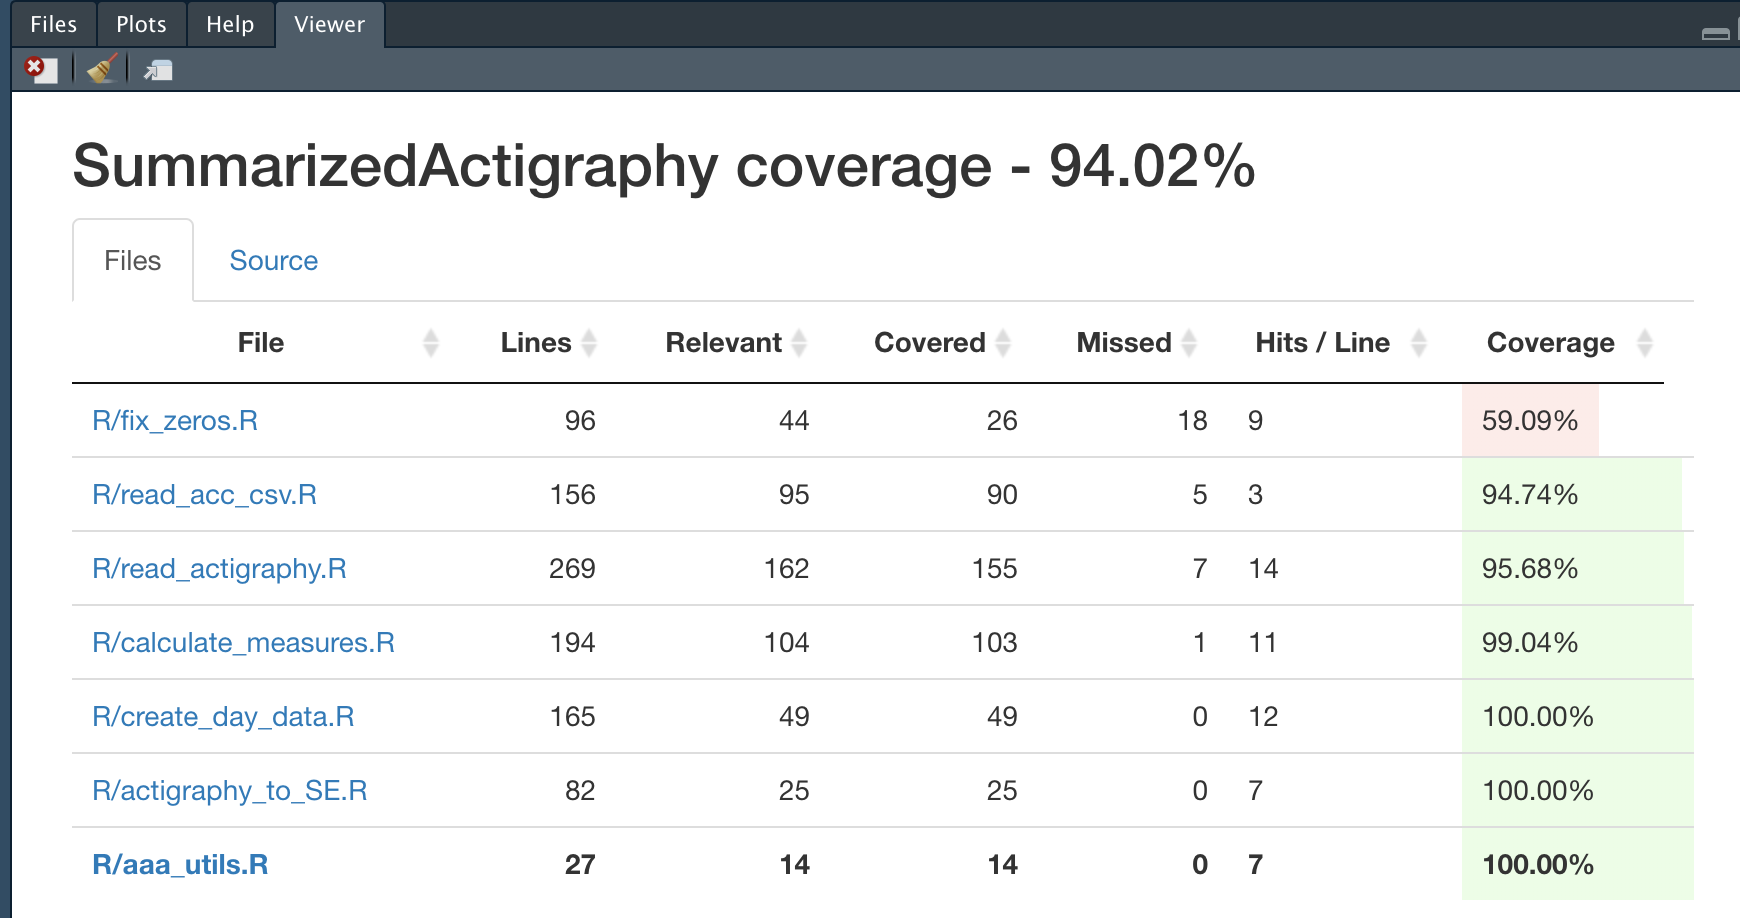 Files Plots Help Viewer
SummarizedActigraphy coverage - 94.02%
Files Source
File Lines Relevant Covered Missed Hits / Line Coverage
R/fix_zeros.R 96 44 26 18 9 59.09%
R/read_acc_csv.R 156 95 90 5 3 94.74%
R/read_actigraphy.R 269 162 155 7 14 95.68%
R/calculate_measures.R 194 104 103 1 11 99.04%
R/create_day_data.R 165 49 49 0 12 100.00%
R/actigraphy_to_SE.R 82 25 25 0 7 100.00%
R/aaa_utils.R 27 14 14 0 7 100.00%